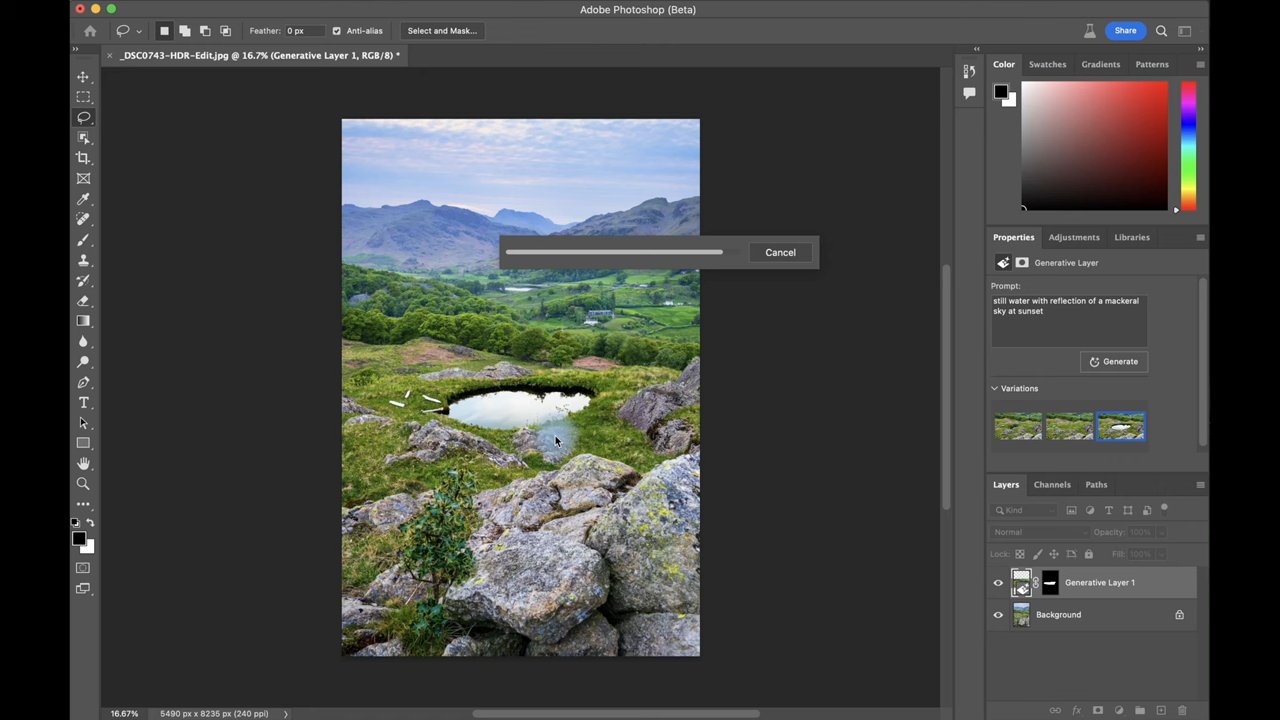 Adobe Photoshop (Beta)
Feather:
0 px
Anti-alias
Select and Mask...
Share
_DSC0743-HDR-Edit.jpg @ 16.7% (Generative Layer 1, RGB/8) *
Color
Swatches
Gradients
Patterns
Cancel
Properties
Adjustments
Libraries
Generative Layer
Prompt:
still water with reflection of a mackeral
sky at sunset
Generate
Variations
Layers
Channels
Paths
Kind
Normal
Opacity:
100%
Lock:
Fill:
100%
Generative Layer 1
Background
16.67%
5490 px x 8235 px (240 ppi)